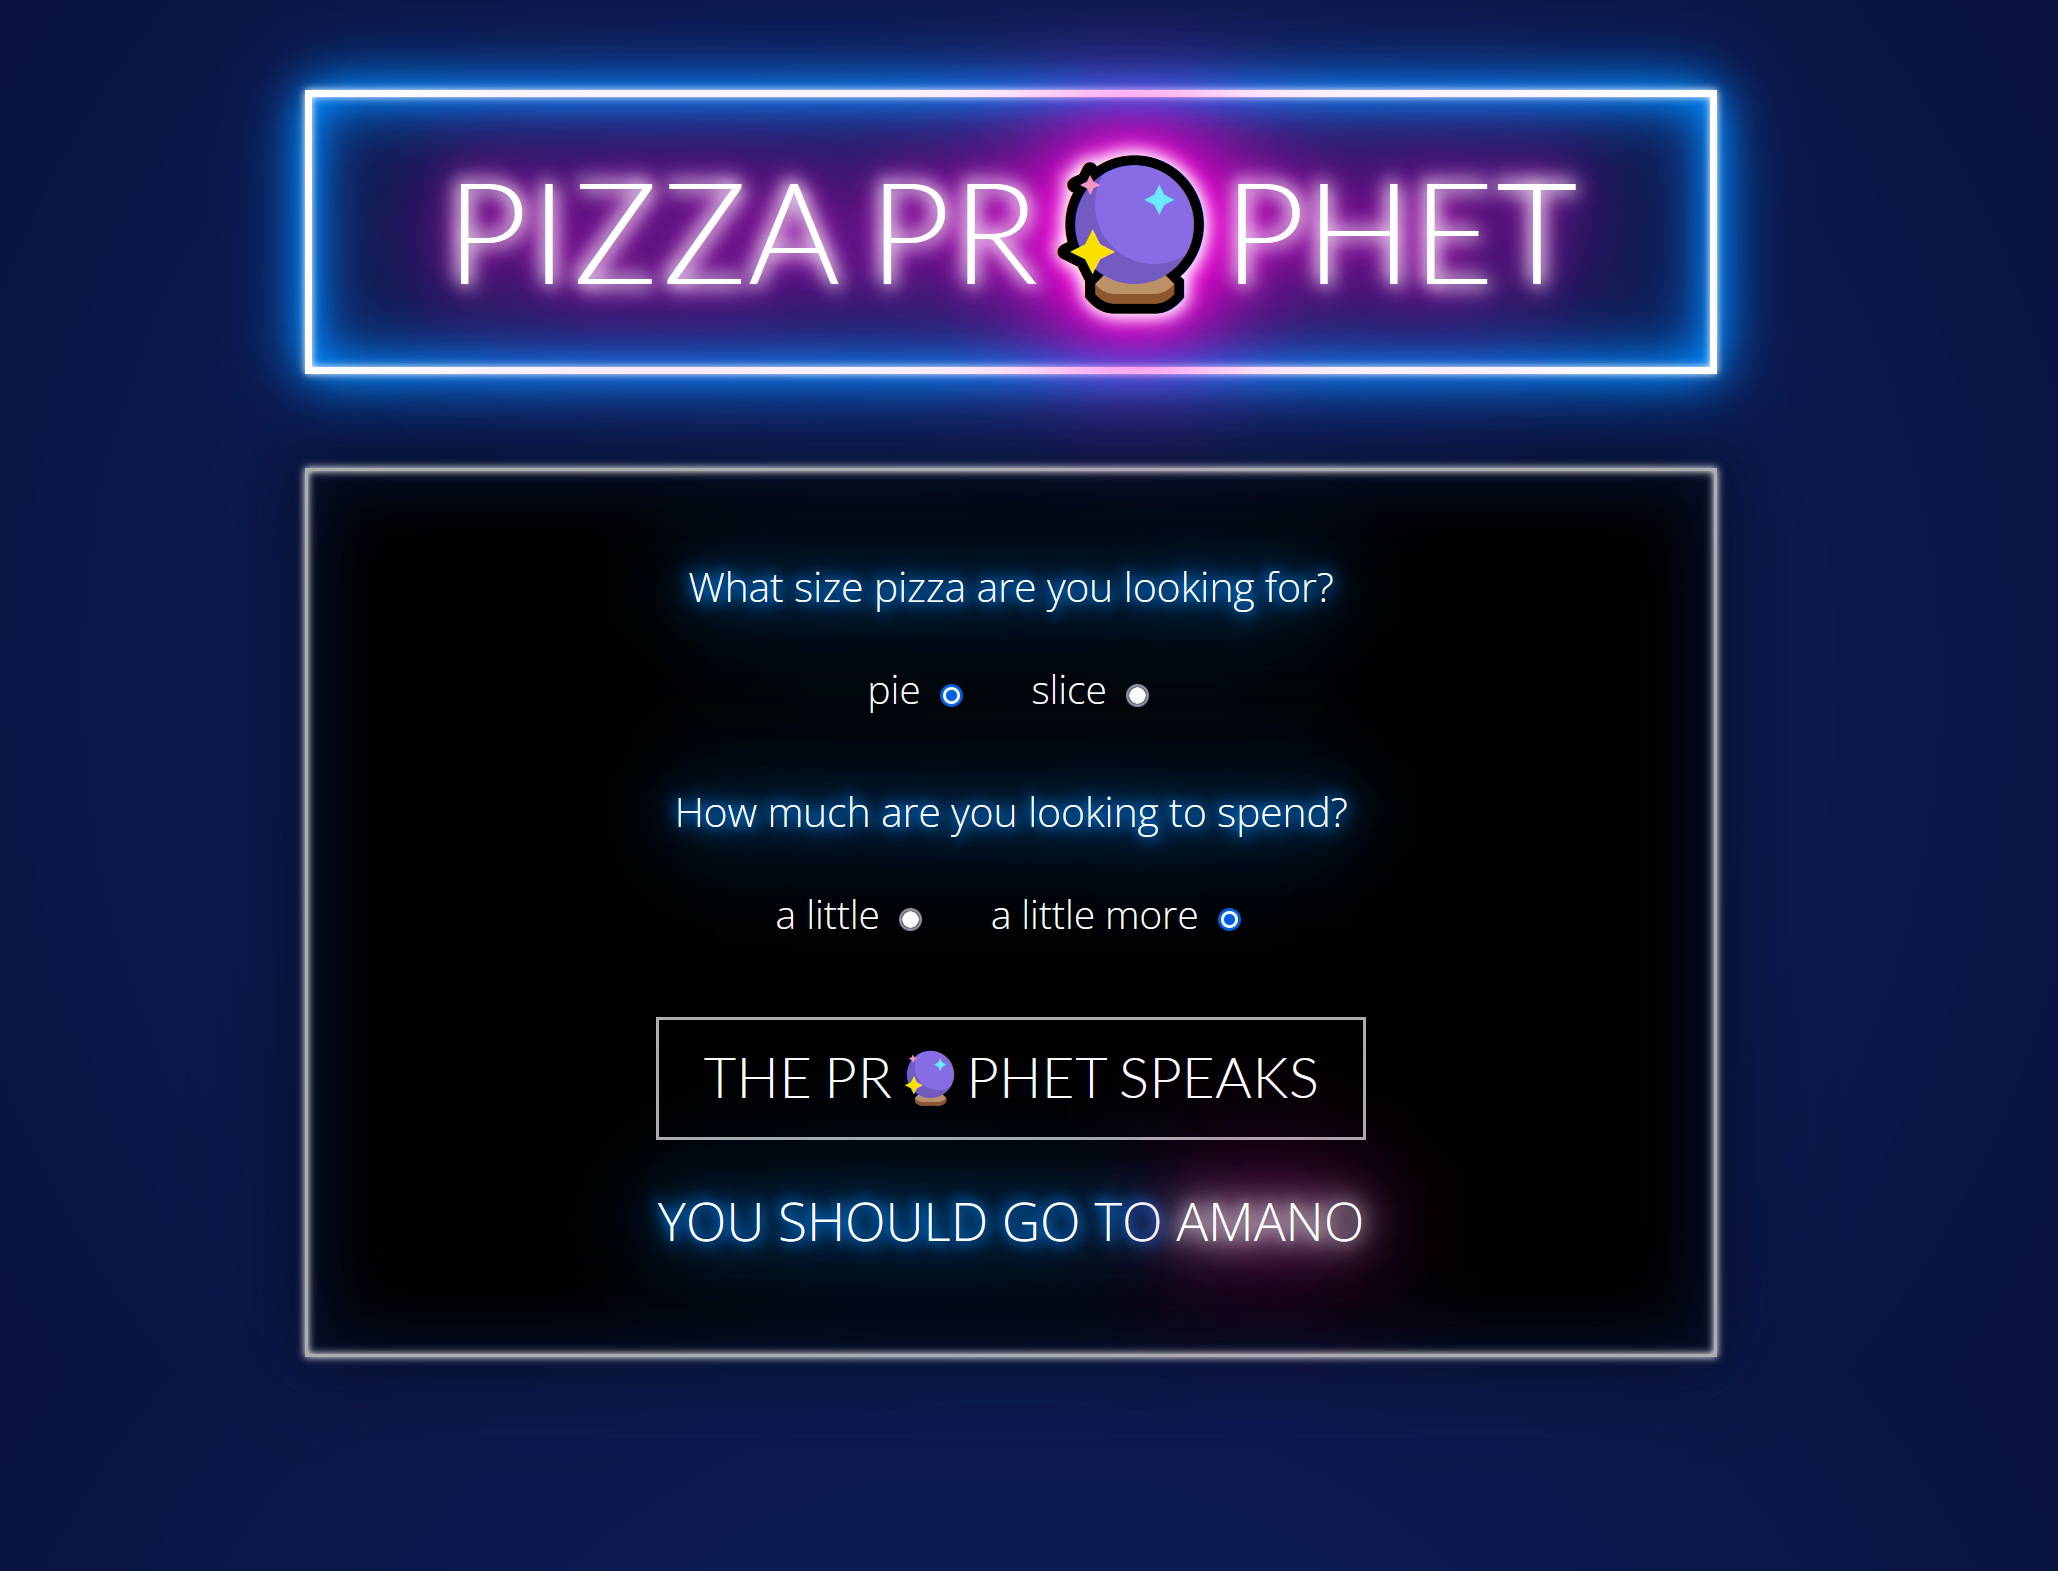 PIZZA PR🔮PHET
What size pizza are you looking for?
pie slice
How much are you looking to spend?
a little a little more
THE PR🔮PHET SPEAKS
YOU SHOULD GO TO AMANO